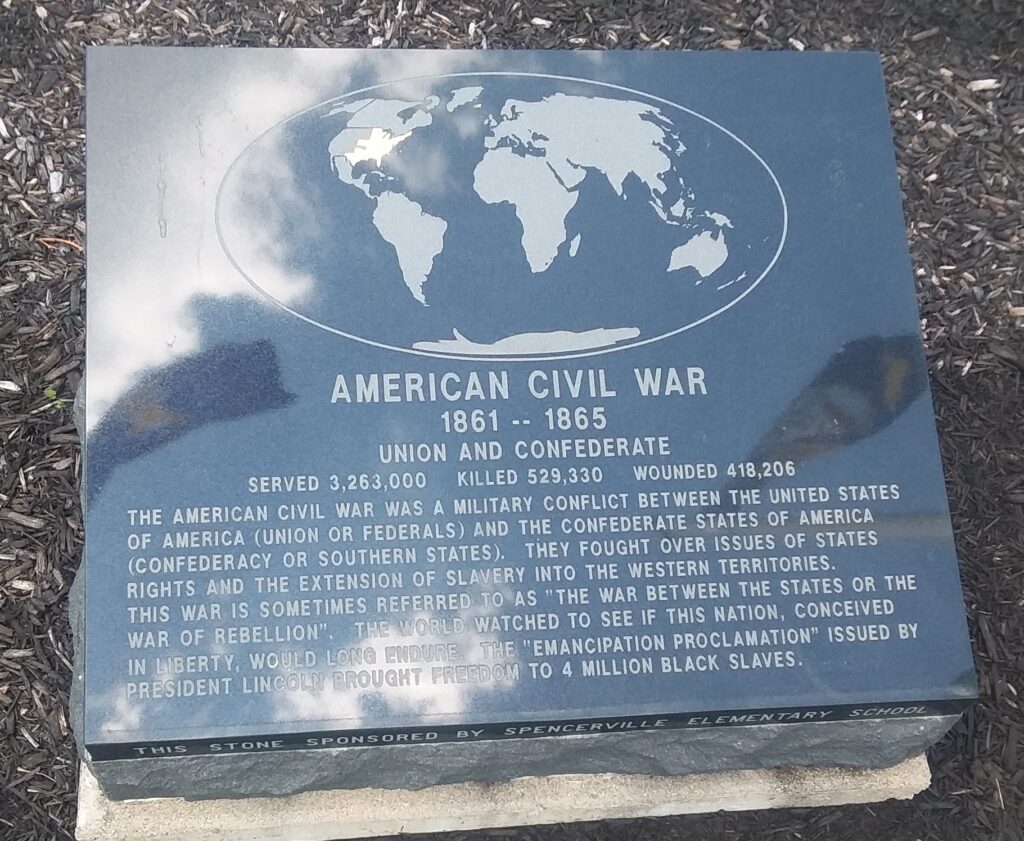 AMERICAN CIVIL WAR
1861 -- 1865
UNION AND CONFEDERATE
SERVED 3,263,000 KILLED 529,330 WOUNDED 418,206
THE AMERICAN CIVIL WAR WAS A MILITARY CONFLICT BETWEEN THE UNITED STATES
OF AMERICA (UNION OR FEDERALS) AND THE CONFEDERATE STATES OF AMERICA
(CONFEDERACY OR SOUTHERN STATES). THEY FOUGHT OVER ISSUES OF STATES
RIGHTS AND THE EXTENSION OF SLAVERY INTO THE WESTERN TERRITORIES.
THIS WAR IS SOMETIMES REFERRED TO AS "THE WAR BETWEEN THE STATES OR THE
WAR OF REBELLION". THE WORLD WATCHED TO SEE IF THIS NATION, CONCEIVED
IN LIBERTY, WOULD LONG ENDURE. THE "EMANCIPATION PROCLAMATION" ISSUED BY
PRESIDENT LINCOLN BROUGHT FREEDOM TO 4 MILLION BLACK SLAVES.
THIS STONE SPONSORED BY SPENCERVILLE ELEMENTARY SCHOOL